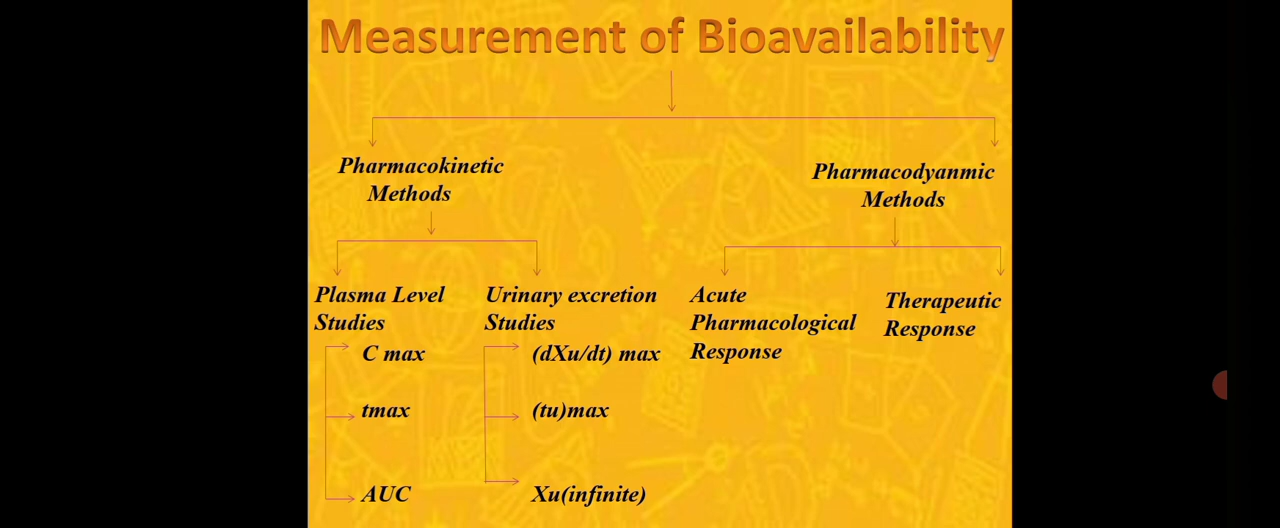 Measurement of Bioavailability
Pharmacokinetic
Methods
Pharmacodyanmic
Methods
Plasma Level
Studies
C max
tmax
AUC
Urinary excretion
Studies
(dXu/dt) max
(tu)max
Xu(infinite)
Acute
Pharmacological
Response
Therapeutic
Response